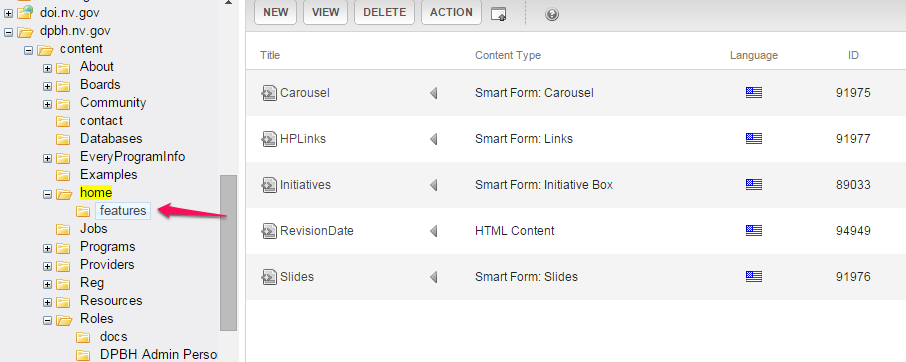 doi.nv.gov
dpbh.nv.gov
content
About
Boards
Community
contact
Databases
EveryProgramInfo
Examples
home
features
Jobs
Programs
Providers
Reg
Resources
Roles
docs
DPBH Admin Perso
NEW VIEW DELETE ACTION ?
Title Content Type Language ID
Carousel Smart Form: Carousel 91975
HPLinks Smart Form: Links 91977
Initiatives Smart Form: Initiative Box 89033
RevisionDate HTML Content 94949
Slides Smart Form: Slides 91976